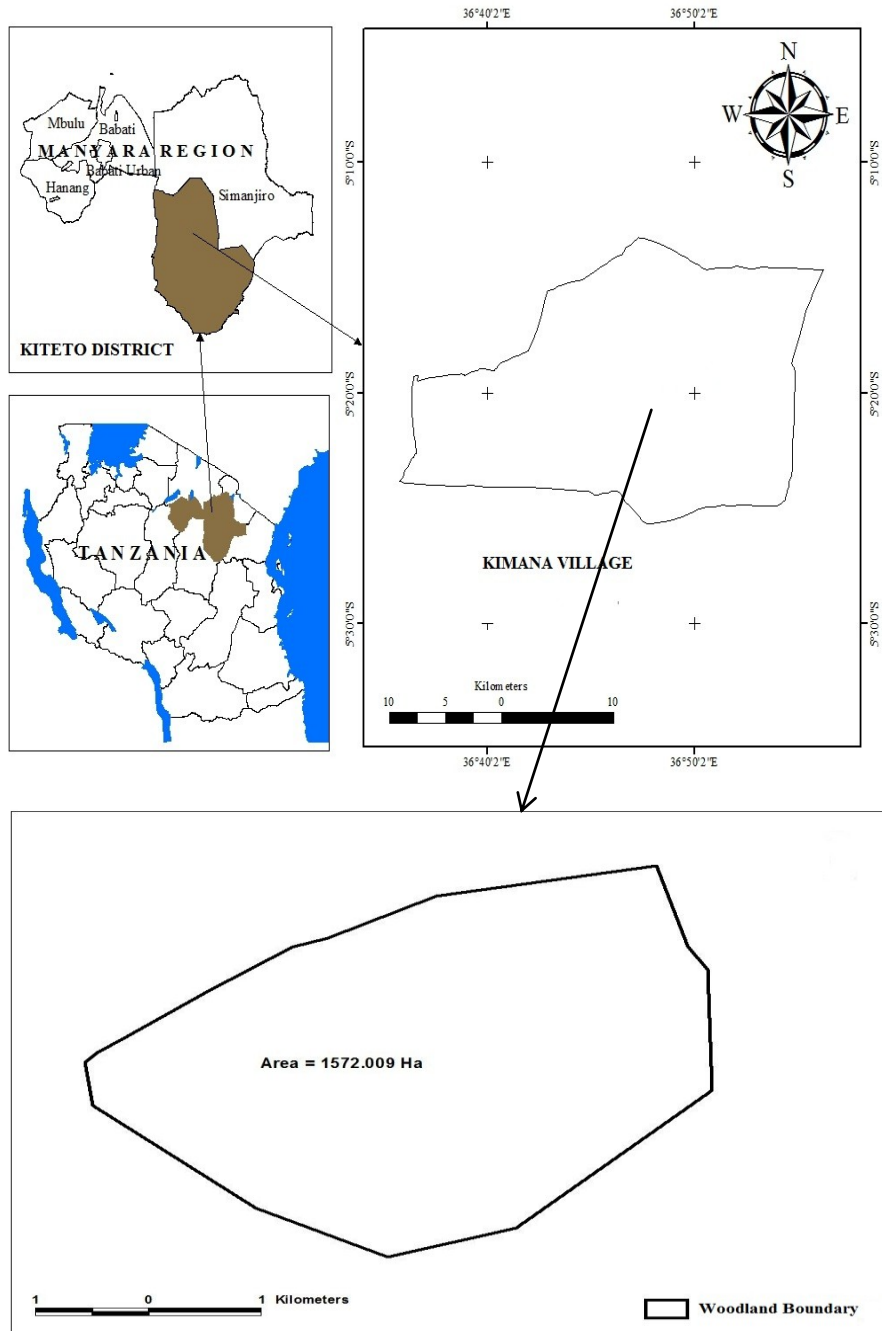 Mbulu
Babati
MANYARA REGION
Babati Urban
Hanang
Simanjiro
KITETO DISTRICT
TANZANIA
36°40'2"E 36°50'2"E
N
W E
S
5°10'0"S 5°10'0"S
5°20'0"S 5°20'0"S
KIMANA VILLAGE
5°30'0"S 5°30'0"S
Kilometers
10 5 0 10
36°40'2"E 36°50'2"E
Area = 1572.009 Ha
1 0 1 Kilometers
Woodland Boundary